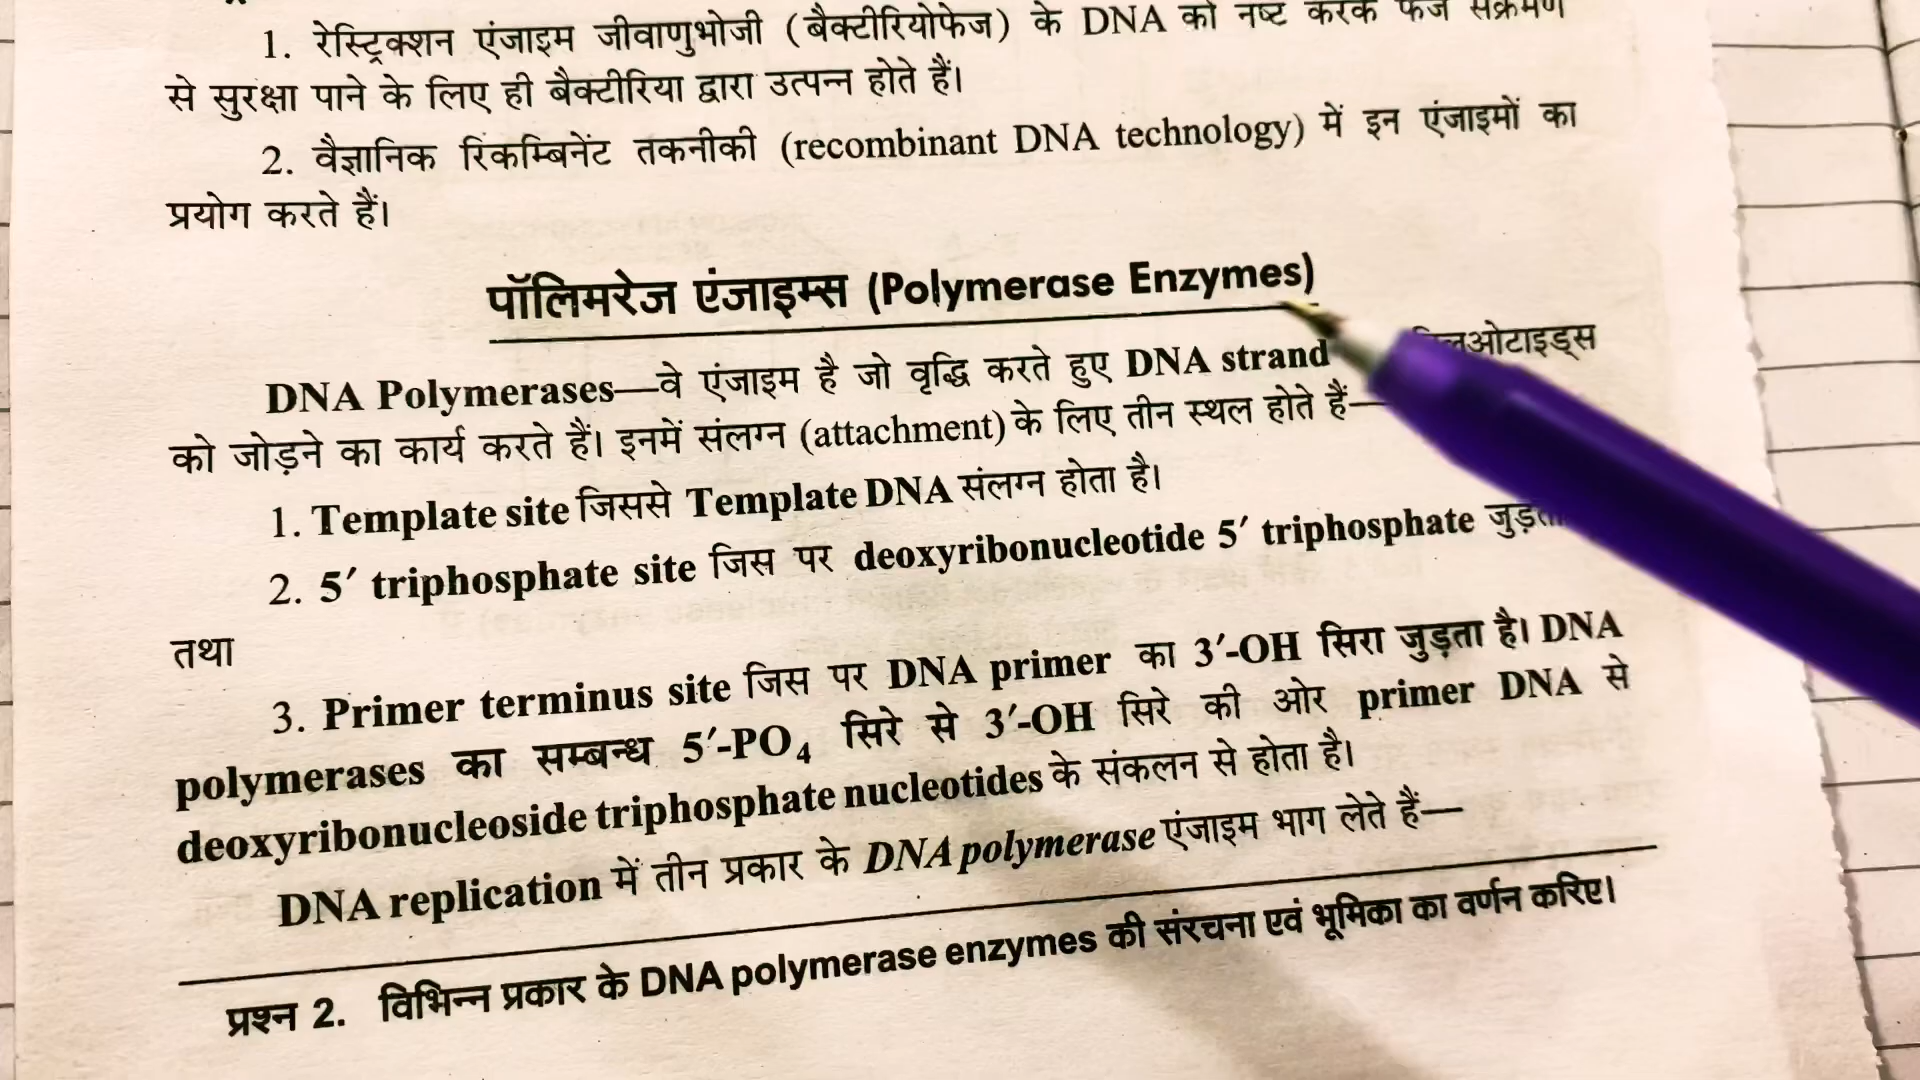 1. रेस्ट्रिक्शन एंजाइम जीवाणुभोजी (बैक्टीरियोफेज) के DNA को नष्ट करके फेज संक्रमण
से सुरक्षा पाने के लिए ही बैक्टीरिया द्वारा उत्पन्न होते हैं।
2. वैज्ञानिक रिकम्बिनेंट तकनीकी (recombinant DNA technology) में इन एंजाइमों का
प्रयोग करते हैं।
पॉलिमरेज एंजाइम्स (Polymerase Enzymes)
DNA Polymerases—वे एंजाइम है जो वृद्धि करते हुए DNA strand
को जोड़ने का कार्य करते हैं। इनमें संलग्न (attachment) के लिए तीन स्थल होते हैं—
1. Template site जिससे Template DNA संलग्न होता है।
2. 5′ triphosphate site जिस पर deoxyribonucleotide 5′ triphosphate
तथा
3. Primer terminus site जिस पर DNA primer का 3′-OH सिरा जुड़ता है। DNA
polymerases का सम्बन्ध 5′-PO₄ सिरे से 3′-OH सिरे की ओर primer DNA से
deoxyribonucleoside triphosphate nucleotides के संकलन से होता है।
DNA replication में तीन प्रकार के DNA polymerase एंजाइम भाग लेते हैं—
प्रश्न 2. विभिन्न प्रकार के DNA polymerase enzymes की संरचना एवं भूमिका का वर्णन करिए।